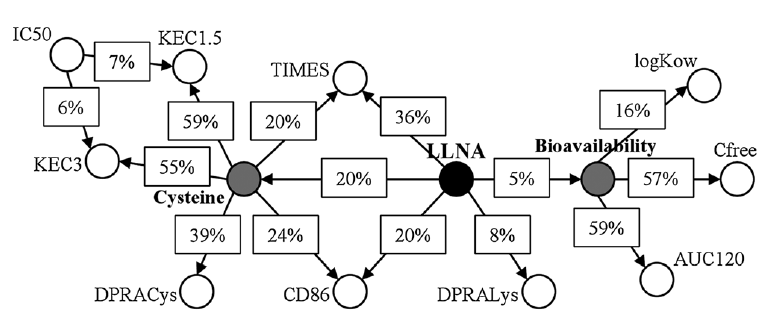 IC50
KEC1.5
7%
TIMES
logKow
6%
59%
20%
36%
16%
LLNA
Bioavailability
Cfree
KEC3
55%
20%
5%
57%
Cysteine
39%
24%
20%
8%
59%
AUC120
DPRACys
CD86
DPRALys